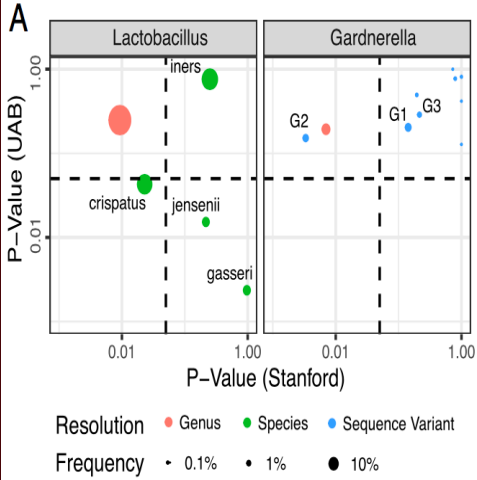 A
Lactobacillus
Gardnerella
P−Value (UAB)
1.00
0.01
iners
crispatus
jensenii
gasseri
G2
G1
G3
0.01
1.00
0.01
1.00
P−Value (Stanford)
Resolution Genus Species Sequence Variant
Frequency 0.1% 1% 10%